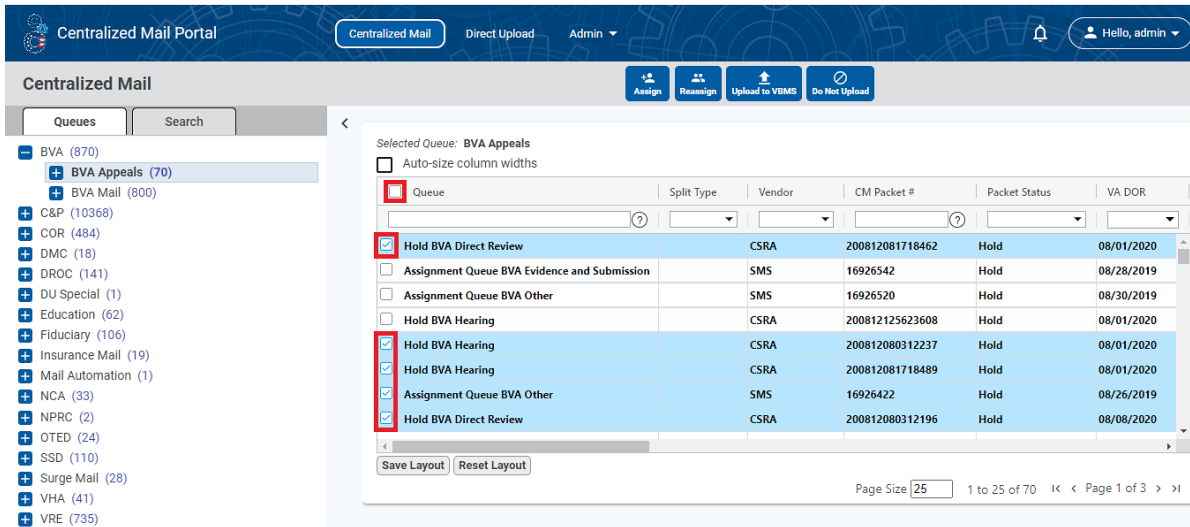 Centralized Mail Portal
Centralized Mail Direct Upload Admin
Hello, admin
Centralized Mail
Assign Reassign Upload to VBMS Do Not Upload
Queues Search
BVA (870)
BVA Appeals (70)
BVA Mail (800)
C&P (10368)
COR (484)
DMC (18)
DROC (141)
DU Special (1)
Education (62)
Fiduciary (106)
Insurance Mail (19)
Mail Automation (1)
NCA (33)
NPRC (2)
OTED (24)
SSD (110)
Surge Mail (28)
VHA (41)
VRE (735)
Selected Queue: BVA Appeals
Auto-size column widths
Queue Split Type Vendor CM Packet # Packet Status VA DOR
? ?
Hold BVA Direct Review CSRA 200812081718462 Hold 08/01/2020
Assignment Queue BVA Evidence and Submission SMS 16926542 Hold 08/28/2019
Assignment Queue BVA Other SMS 16926520 Hold 08/30/2019
Hold BVA Hearing CSRA 200812125623608 Hold 08/01/2020
Hold BVA Hearing CSRA 200812080312237 Hold 08/01/2020
Hold BVA Hearing CSRA 200812081718489 Hold 08/01/2020
Assignment Queue BVA Other SMS 16926422 Hold 08/26/2019
Hold BVA Direct Review CSRA 200812080312196 Hold 08/08/2020
Save Layout Reset Layout
Page Size 25 1 to 25 of 70 Page 1 of 3